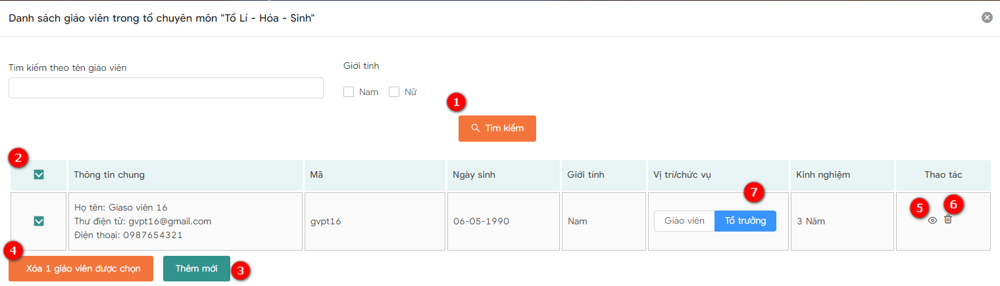 Danh sách giáo viên trong tổ chuyên môn "Tổ Lí - Hóa - Sinh"
Tìm kiếm theo tên giáo viên
Giới tính
Nam
Nữ
1
Tìm kiếm
2
Thông tin chung
Mã
Ngày sinh
Giới tính
Vị trí/chức vụ
Kinh nghiệm
Thao tác
7
Họ tên: Giaso viên 16
Thư điện tử: gvpt16@gmail.com
Điện thoại: 0987654321
gvpt16
06-05-1990
Nam
Giáo viên
Tổ trưởng
3 Năm
5
6
4
Xóa 1 giáo viên được chọn
Thêm mới
3